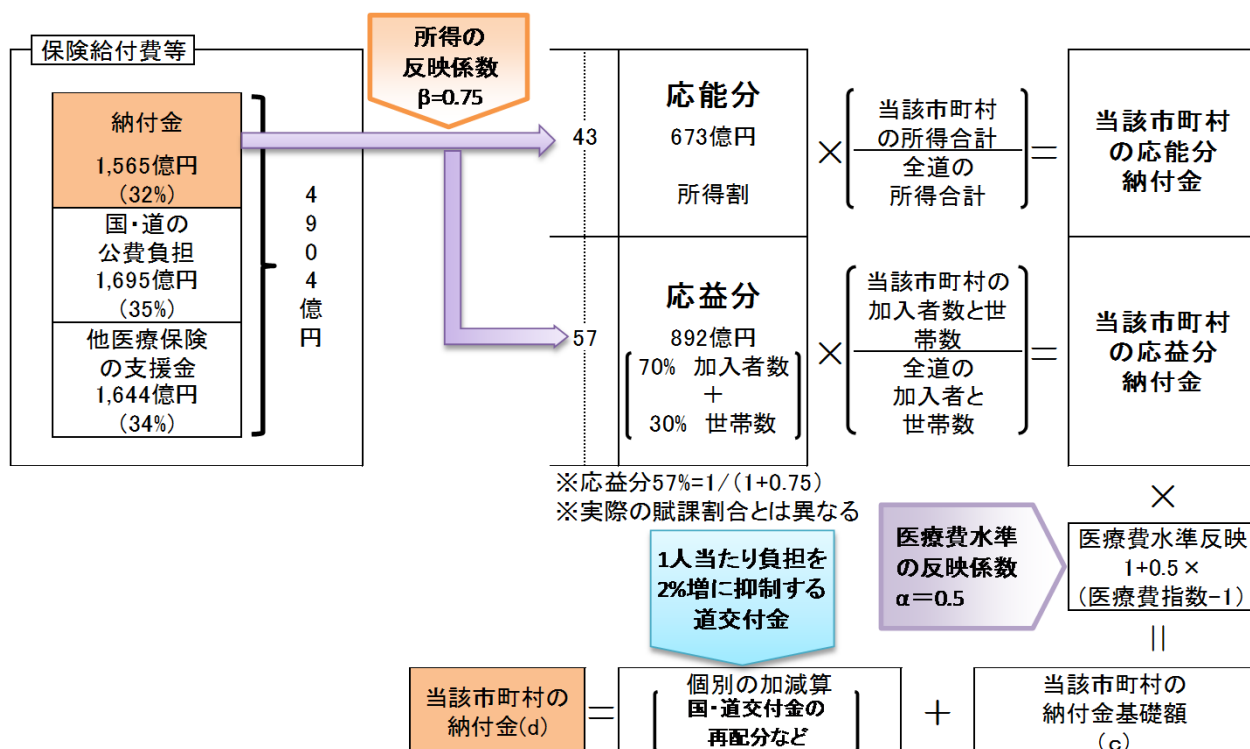 保険給付費等
納付金
1,565億円
(32%)
国・道の
公費負担
1,695億円
(35%)
他医療保険
の支援金
1,644億円
(34%)
4904億円
所得の
反映係数
β=0.75
43
57
応能分
673億円
所得割
×
当該市町村
の所得合計
全道の
所得合計
=
当該市町村
の応能分
納付金
応益分
892億円
70% 加入者数
+
30% 世帯数
×
当該市町村の
加入者数と世
帯数
全道の
加入者と
世帯数
=
当該市町村
の応益分
納付金
※応益分57%=1/(1+0.75)
※実際の賦課割合とは異なる
×
医療費水準
の反映係数
α=0.5
医療費水準反映
1+0.5×
(医療費指数-1)
||
1人当たり負担を
2%増に抑制する
道交付金
当該市町村の
納付金(d)
=
個別の加減算
国・道交付金の
再配分など
+
当該市町村の
納付金基礎額
(c)